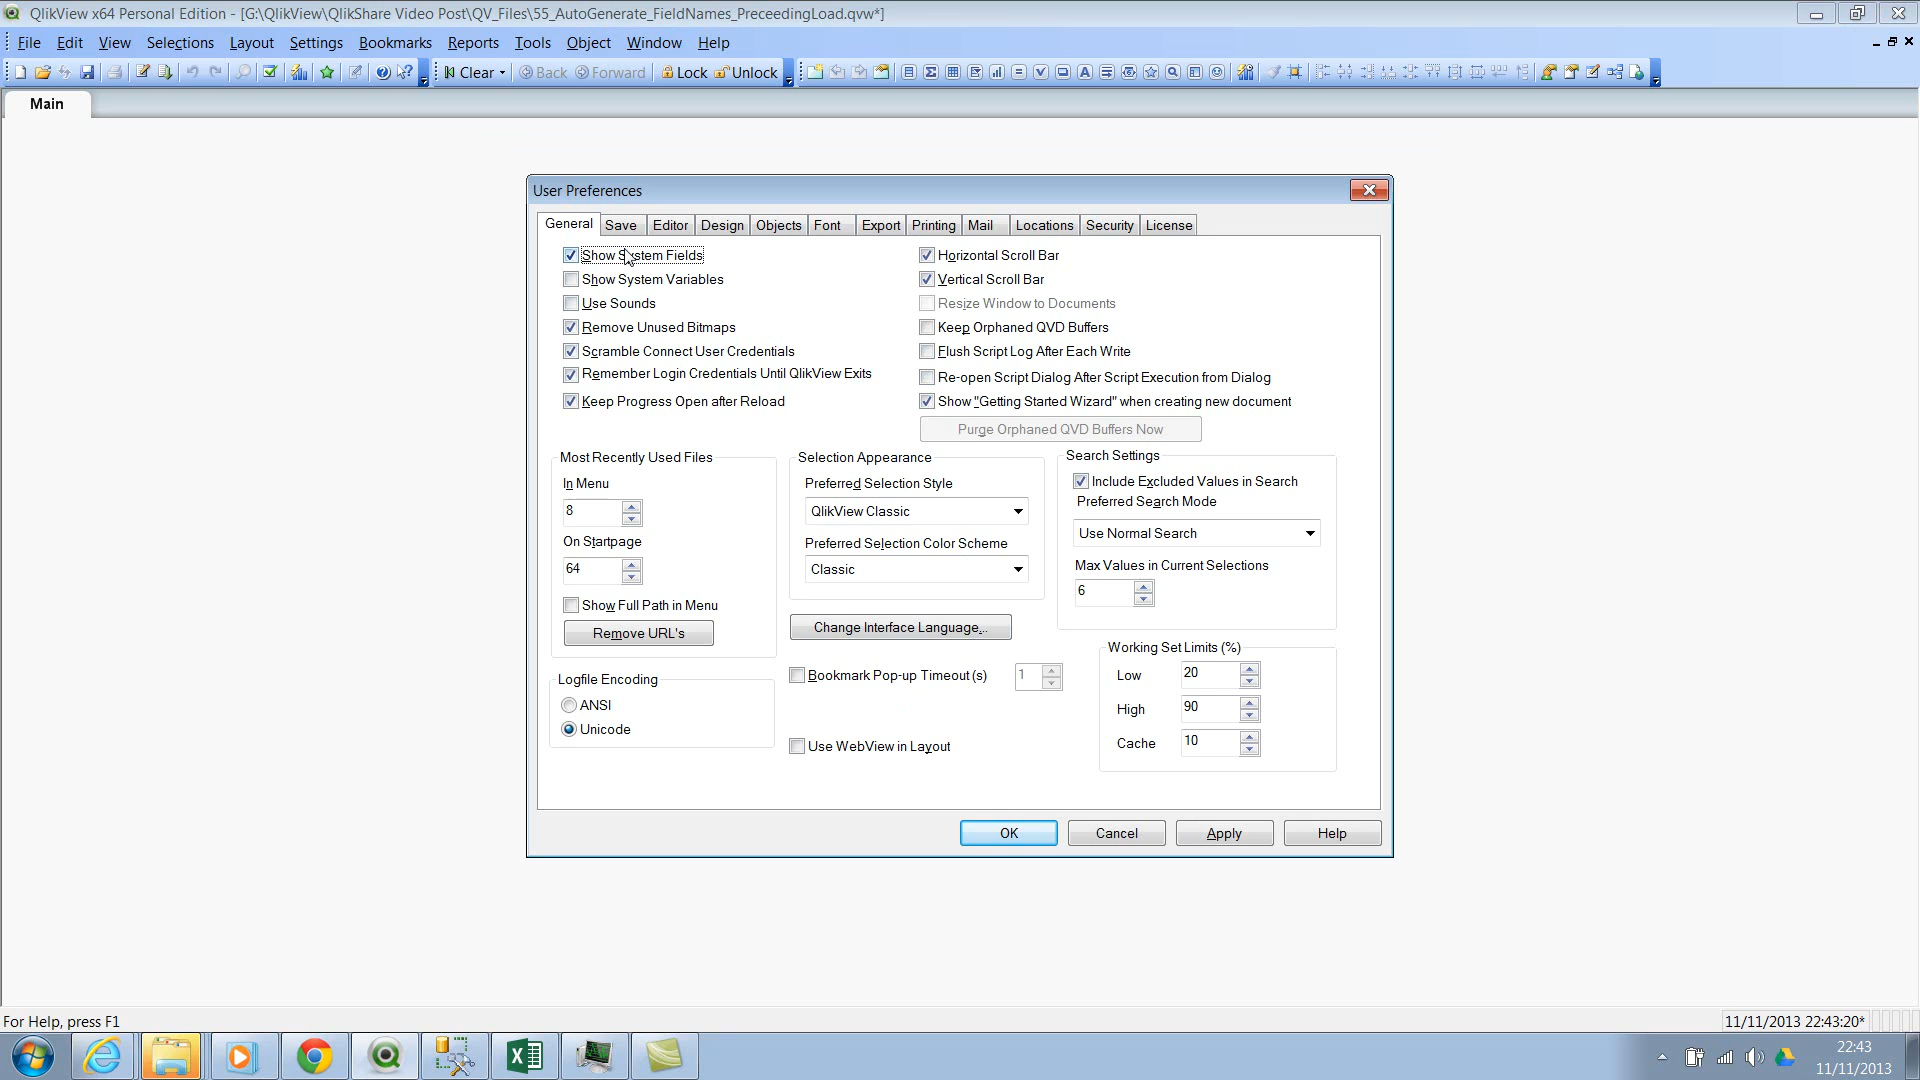 QlikView x64 Personal Edition - [G:\QlikView\QlikShare Video Post\QV_Files\55_AutoGenerate_FieldNames_PreceedingLoad.qvw*]
File Edit View Selections Layout Settings Bookmarks Reports Tools Object Window Help
Clear Back Forward Lock Unlock
Main
User Preferences
General Save Editor Design Objects Font Export Printing Mail Locations Security License
Show System Fields
Show System Variables
Use Sounds
Remove Unused Bitmaps
Scramble Connect User Credentials
Remember Login Credentials Until QlikView Exits
Keep Progress Open after Reload
Horizontal Scroll Bar
Vertical Scroll Bar
Resize Window to Documents
Keep Orphaned QVD Buffers
Flush Script Log After Each Write
Re-open Script Dialog After Script Execution from Dialog
Show "Getting Started Wizard" when creating new document
Purge Orphaned QVD Buffers Now
Most Recently Used Files
In Menu
8
On Startpage
64
Show Full Path in Menu
Remove URL's
Logfile Encoding
ANSI
Unicode
Selection Appearance
Preferred Selection Style
QlikView Classic
Preferred Selection Color Scheme
Classic
Change Interface Language...
Bookmark Pop-up Timeout (s) 1
Use WebView in Layout
Search Settings
Include Excluded Values in Search
Preferred Search Mode
Use Normal Search
Max Values in Current Selections
6
Working Set Limits (%)
Low 20
High 90
Cache 10
OK Cancel Apply Help
For Help, press F1
11/11/2013 22:43:20*
22:43
11/11/2013